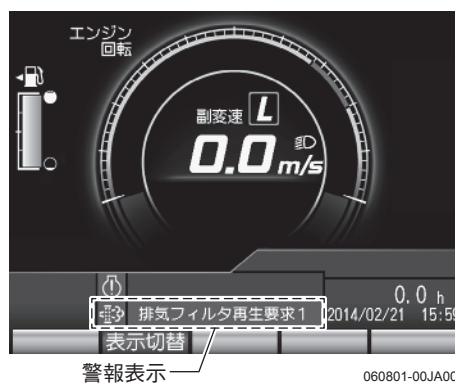 エンジン
回転
副変速 L
0.0 m/s
0.0 h
排気フィルタ再生要求1
2014/02/21 15:59
表示切替
警報表示
060801-00JA00